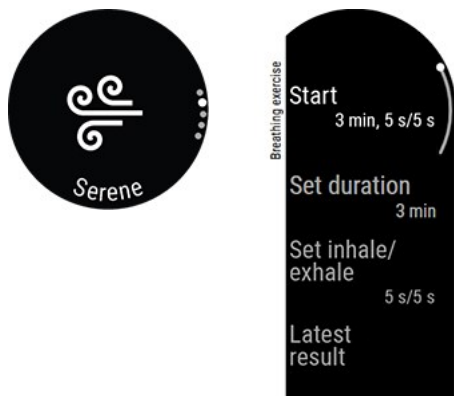 Serene
Breathing exercise
Start
3 min, 5 s/5 s
Set duration
3 min
Set inhale/
exhale
5 s/5 s
Latest
result